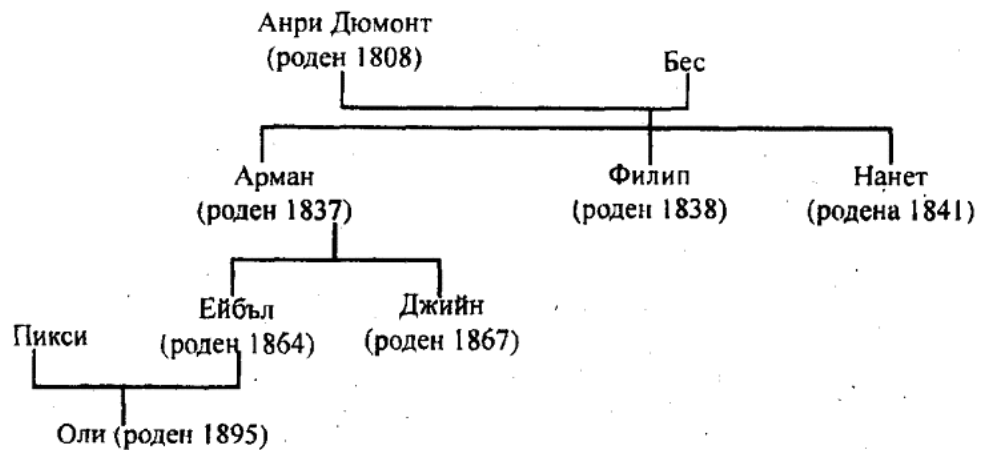 Анри Дюмонт
(роден 1808)
Бес
Арман
(роден 1837)
Филип
(роден 1838)
Нанет
(родена 1841)
Ейбъл
(роден 1864)
Джийн
(роден 1867)
Пикси
Оли (роден 1895)